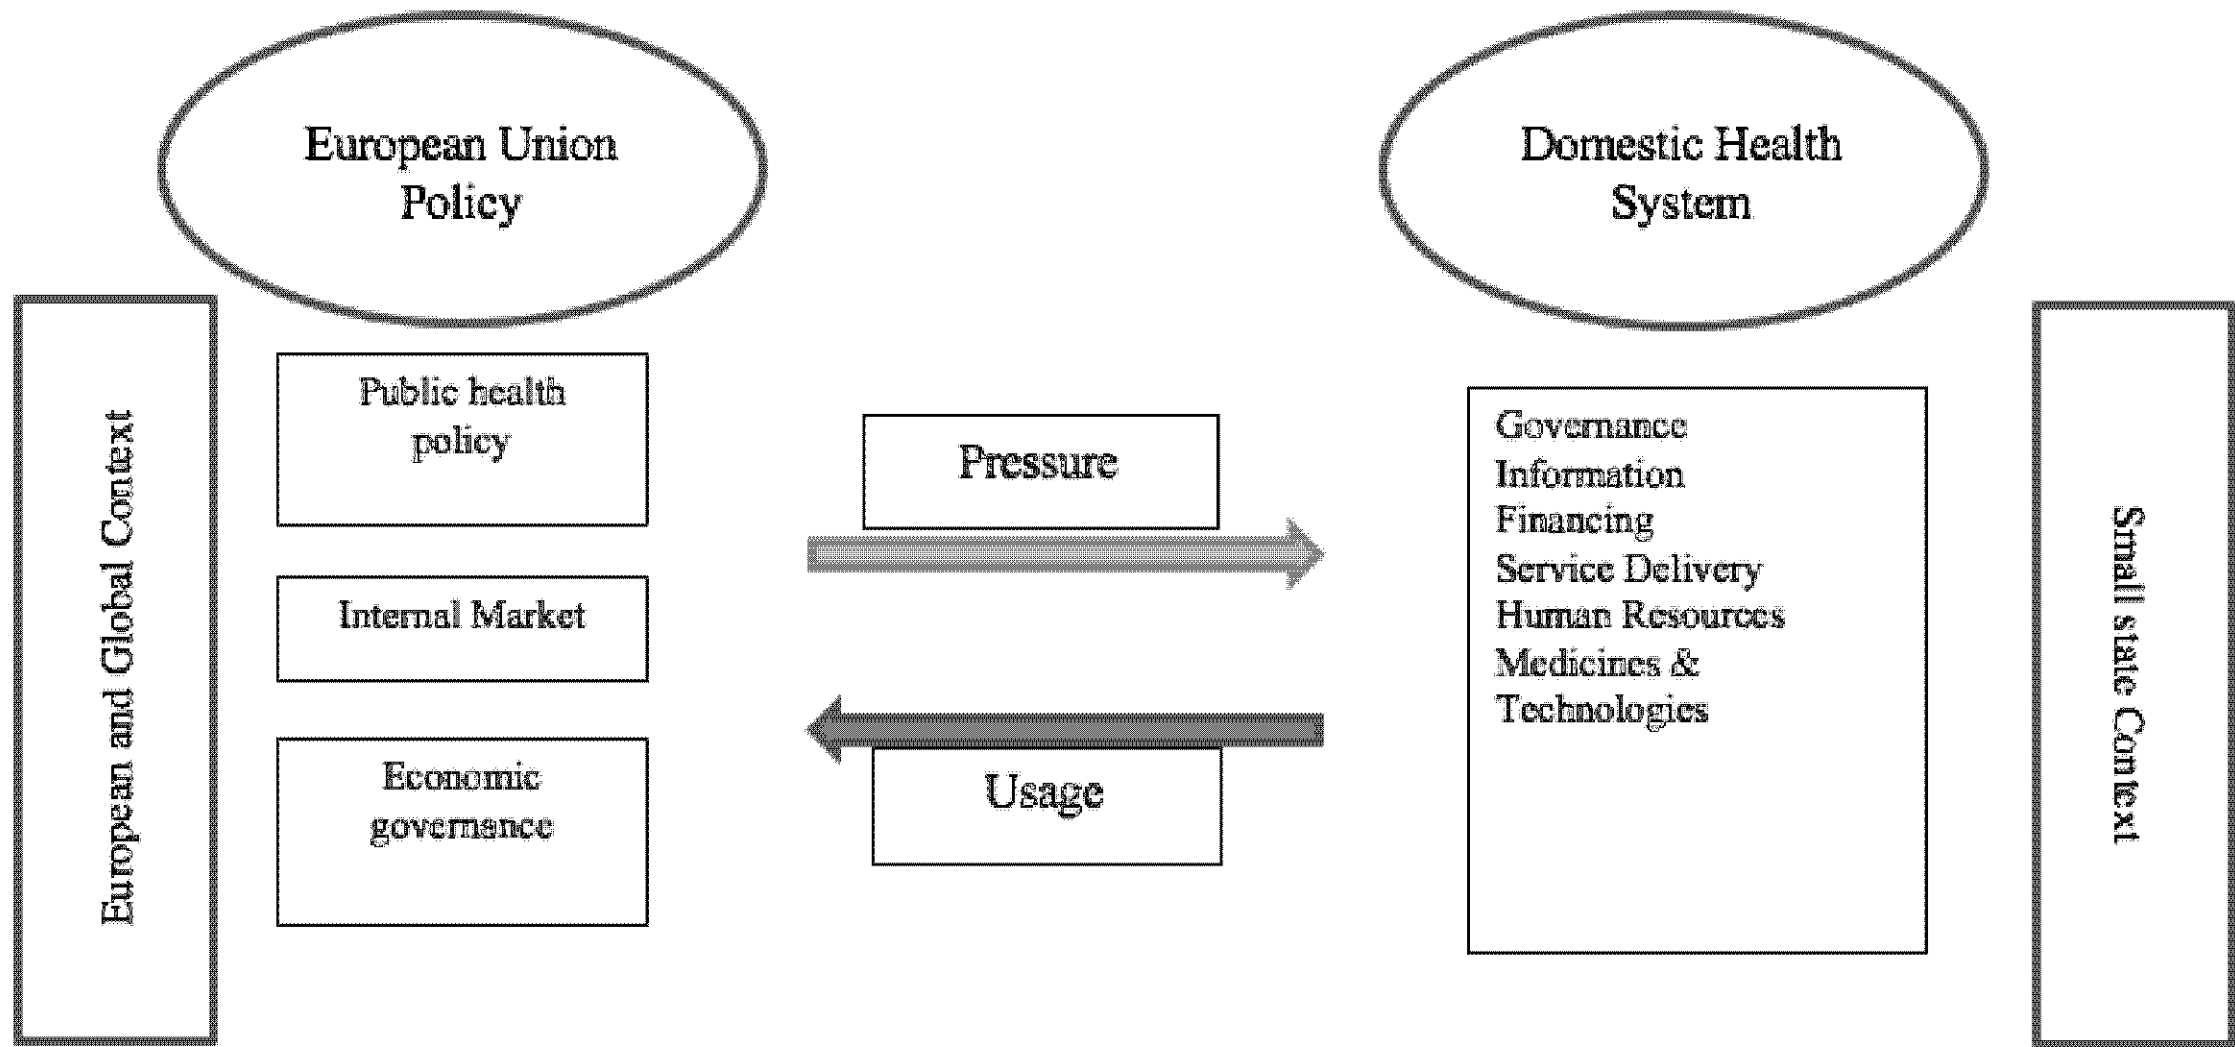 European Union
Policy
Domestic Health
System
European and Global Context
Public health
policy
Internal Market
Economic
governance
Pressure
Usage
Governance
Information
Financing
Service Delivery
Human Resources
Medicines &
Technologies
Small state Context